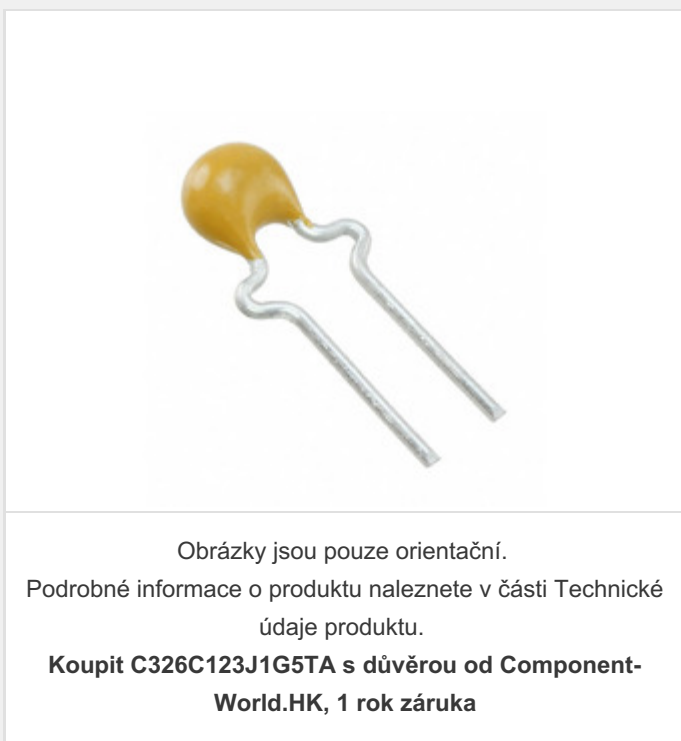 Obrázky jsou pouze orientační.
Podrobné informace o produktu naleznete v části Technické
údaje produktu.
Koupit C326C123J1G5TA s důvěrou od Component-
World.HK, 1 rok záruka